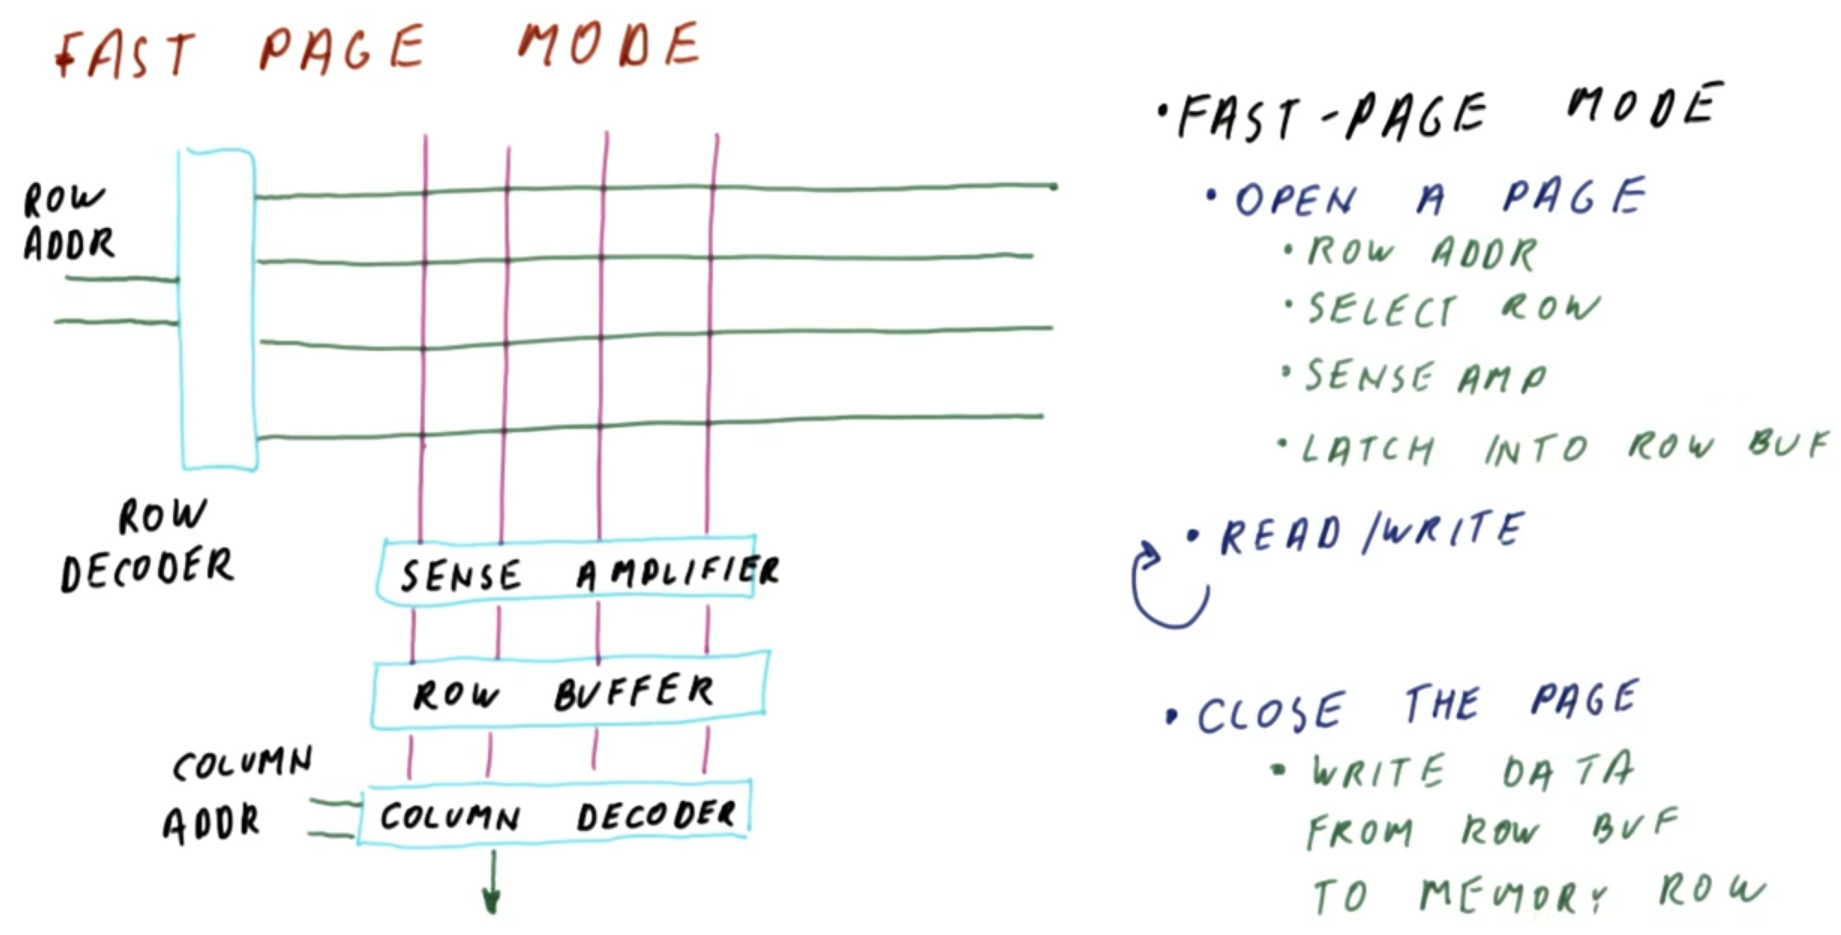 FAST PAGE MODE
ROW
ADDR
ROW
DECODER
SENSE AMPLIFIER
ROW BUFFER
COLUMN
ADDR
COLUMN DECODER
• FAST-PAGE MODE
• OPEN A PAGE
• ROW ADDR
• SELECT ROW
• SENSE AMP
• LATCH INTO ROW BUF
• READ/WRITE
• CLOSE THE PAGE
• WRITE DATA
FROM ROW BUF
TO MEMORY ROW